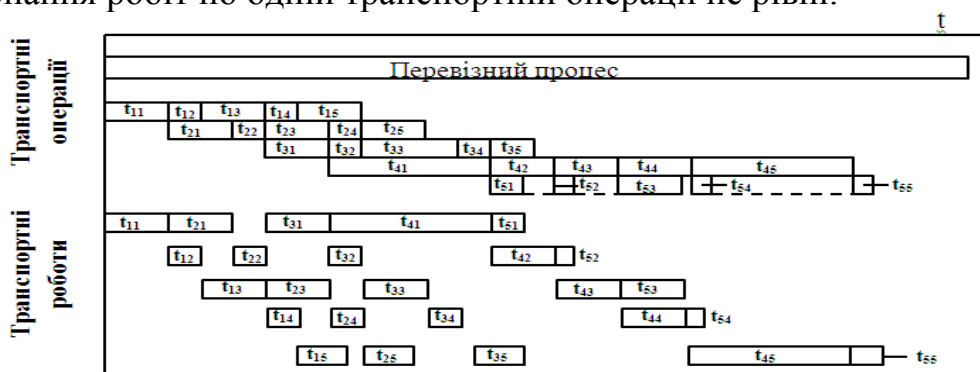 нання робіт по одній транспортній операції не рівні.
t
Транспортні операції
Перевізний процес
t11 t12 t13 t14 t15
t21 t22 t23 t24 t25
t31 t32 t33 t34 t35
t41 t42 t43 t44 t45
t51 t52 t53 t54 t55
Транспортні роботи
t11 t21 t31 t41 t51
t12 t22 t32 t42 t52
t13 t23 t33 t43 t53
t14 t24 t34 t44 t54
t15 t25 t35 t45 t55